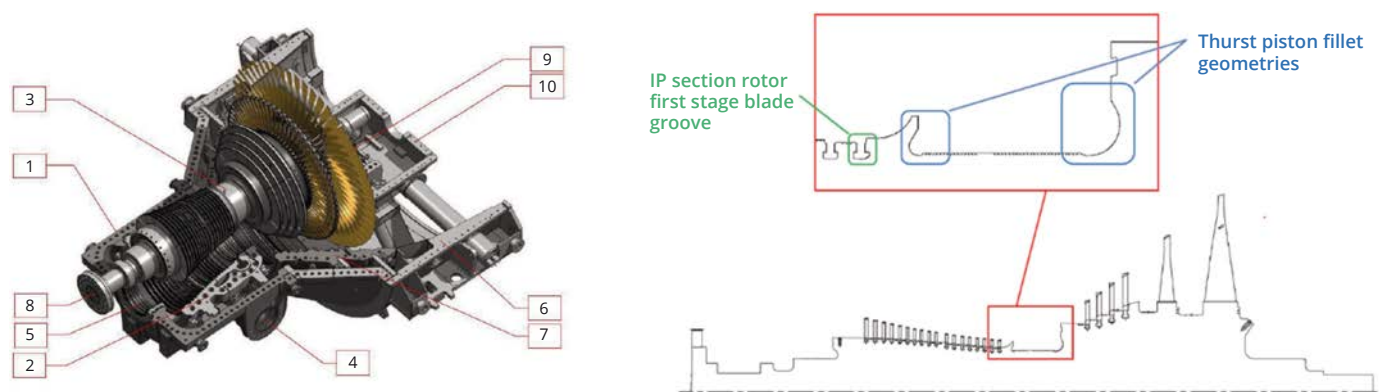 3
1
8
5
2
4
9
10
6
7
IP section rotor
first stage blade
groove
Thurst piston fillet
geometries